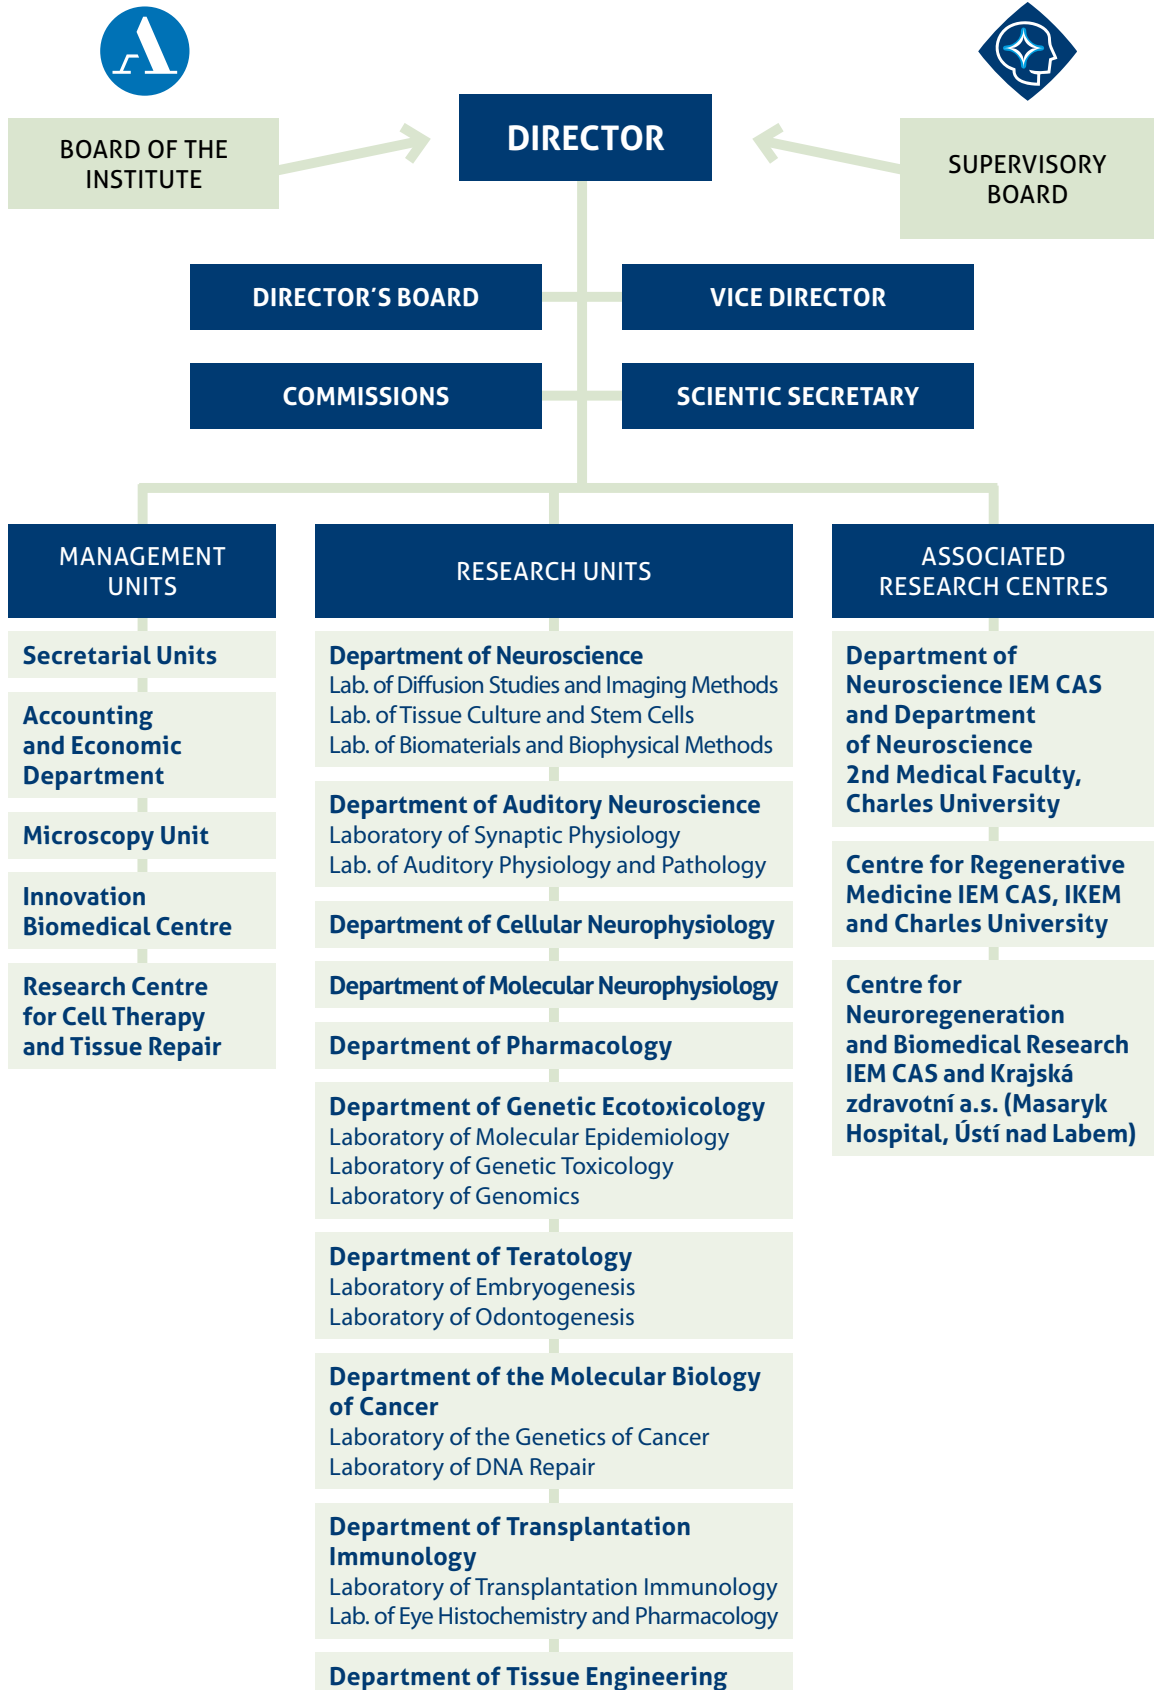 BOARD OF THE
INSTITUTE
DIRECTOR
SUPERVISORY
BOARD
DIRECTOR’S BOARD
VICE DIRECTOR
COMMISSIONS
SCIENTIC SECRETARY
MANAGEMENT
UNITS
Secretarial Units
Accounting
and Economic
Department
Microscopy Unit
Innovation
Biomedical Centre
Research Centre
for Cell Therapy
and Tissue Repair
RESEARCH UNITS
Department of Neuroscience
Lab. of Diffusion Studies and Imaging Methods
Lab. of Tissue Culture and Stem Cells
Lab. of Biomaterials and Biophysical Methods
Department of Auditory Neuroscience
Laboratory of Synaptic Physiology
Lab. of Auditory Physiology and Pathology
Department of Cellular Neurophysiology
Department of Molecular Neurophysiology
Department of Pharmacology
Department of Genetic Ecotoxicology
Laboratory of Molecular Epidemiology
Laboratory of Genetic Toxicology
Laboratory of Genomics
Department of Teratology
Laboratory of Embryogenesis
Laboratory of Odontogenesis
Department of the Molecular Biology
of Cancer
Laboratory of the Genetics of Cancer
Laboratory of DNA Repair
Department of Transplantation
Immunology
Laboratory of Transplantation Immunology
Lab. of Eye Histochemistry and Pharmacology
Department of Tissue Engineering
ASSOCIATED
RESEARCH CENTRES
Department of
Neuroscience IEM CAS
and Department
of Neuroscience
2nd Medical Faculty,
Charles University
Centre for Regenerative
Medicine IEM CAS, IKEM
and Charles University
Centre for
Neuroregeneration
and Biomedical Research
IEM CAS and Krajská
zdravotní a.s. (Masaryk
Hospital, Ústí nad Labem)